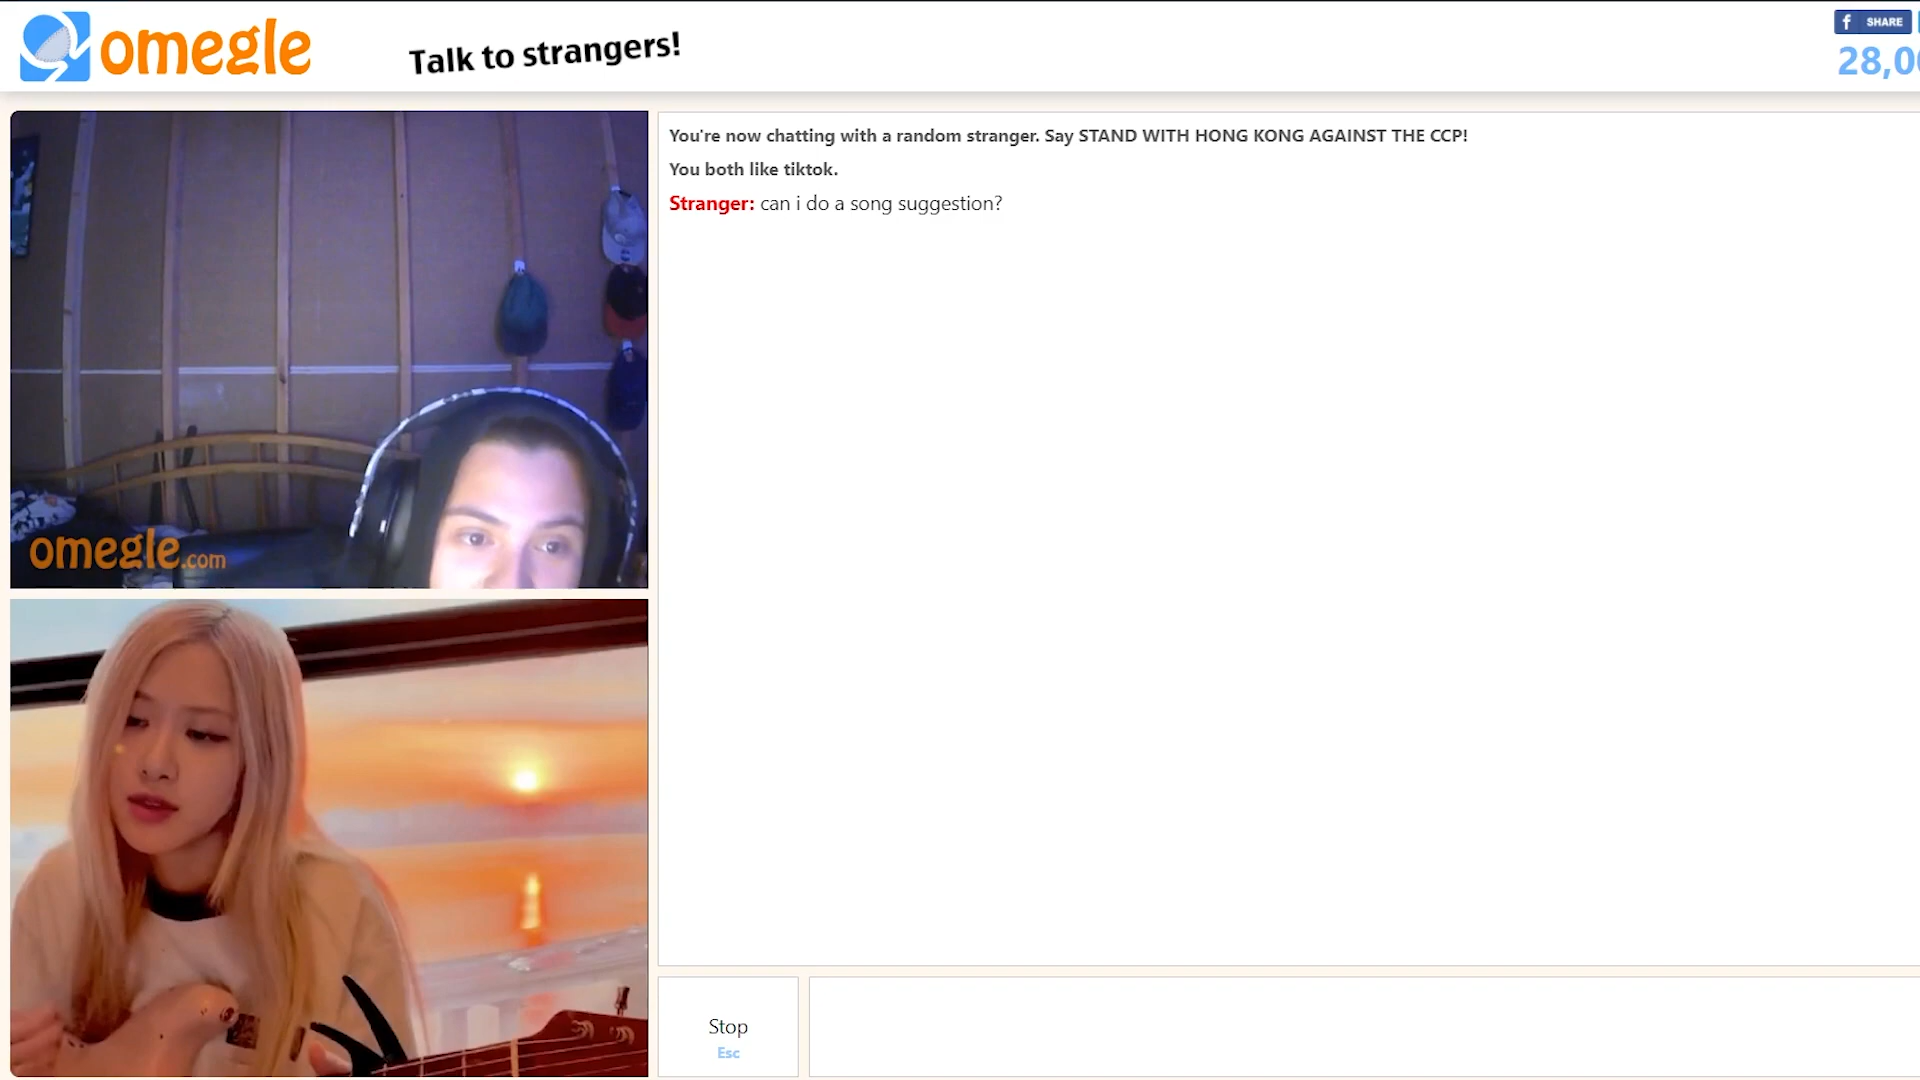 omegle
Talk to strangers!
f SHARE
28,0
You're now chatting with a random stranger. Say STAND WITH HONG KONG AGAINST THE CCP!
You both like tiktok.
Stranger: can i do a song suggestion?
omegle.com
Stop
Esc